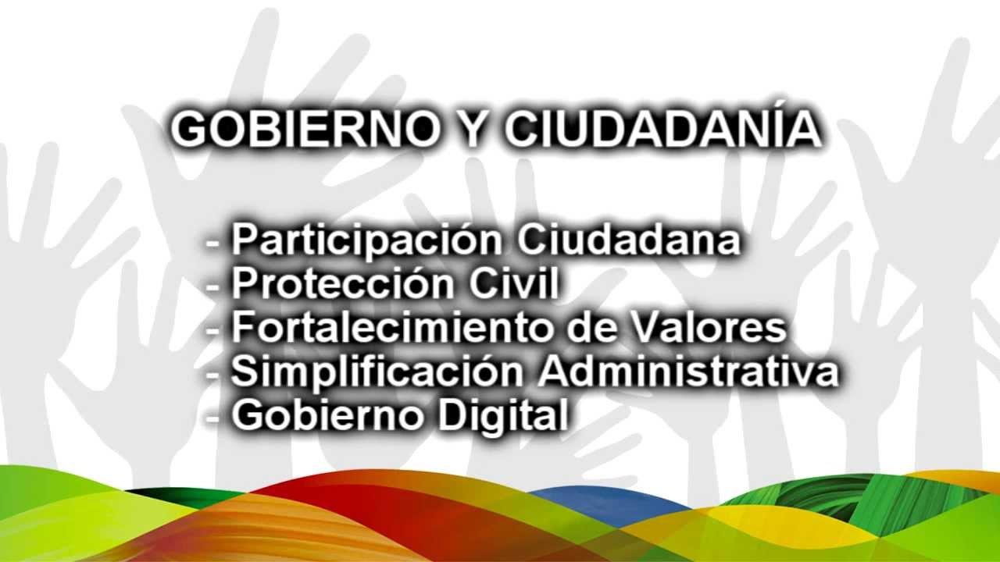 GOBIERNO Y CIUDADANÍA
- Participación Ciudadana
- Protección Civil
- Fortalecimiento de Valores
- Simplificación Administrativa
- Gobierno Digital